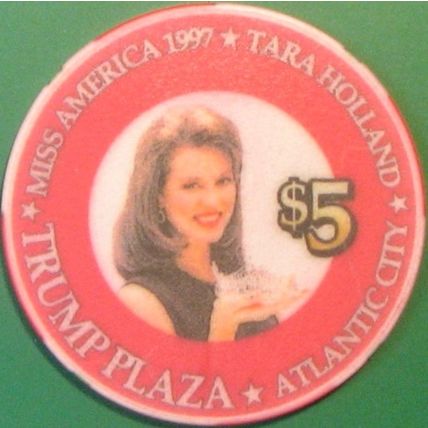 ★ MISS AMERICA 1997 ★ TARA HOLLAND ★
$5
TRUMP PLAZA ★ ATLANTIC CITY